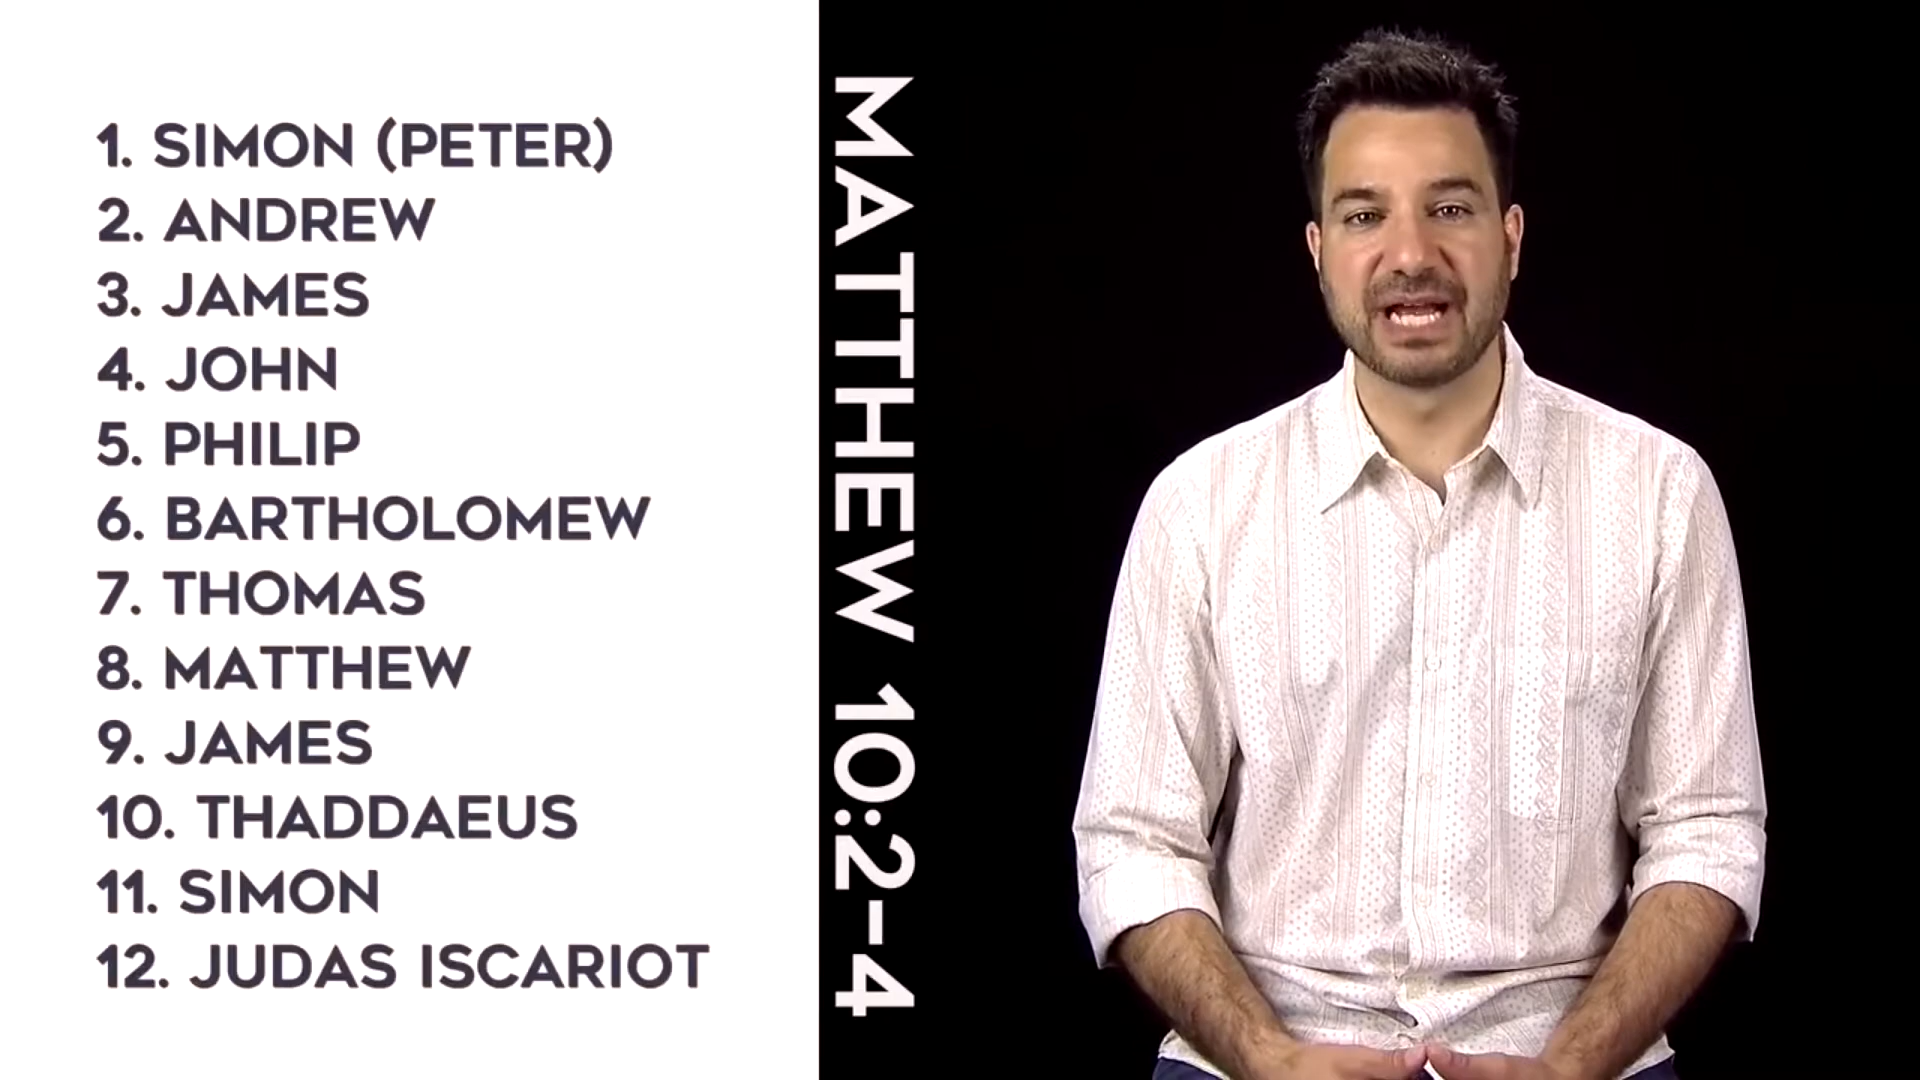 1. SIMON (PETER)
2. ANDREW
3. JAMES
4. JOHN
5. PHILIP
6. BARTHOLOMEW
7. THOMAS
8. MATTHEW
9. JAMES
10. THADDAEUS
11. SIMON
12. JUDAS ISCARIOT
MATTHEW 10:2-4